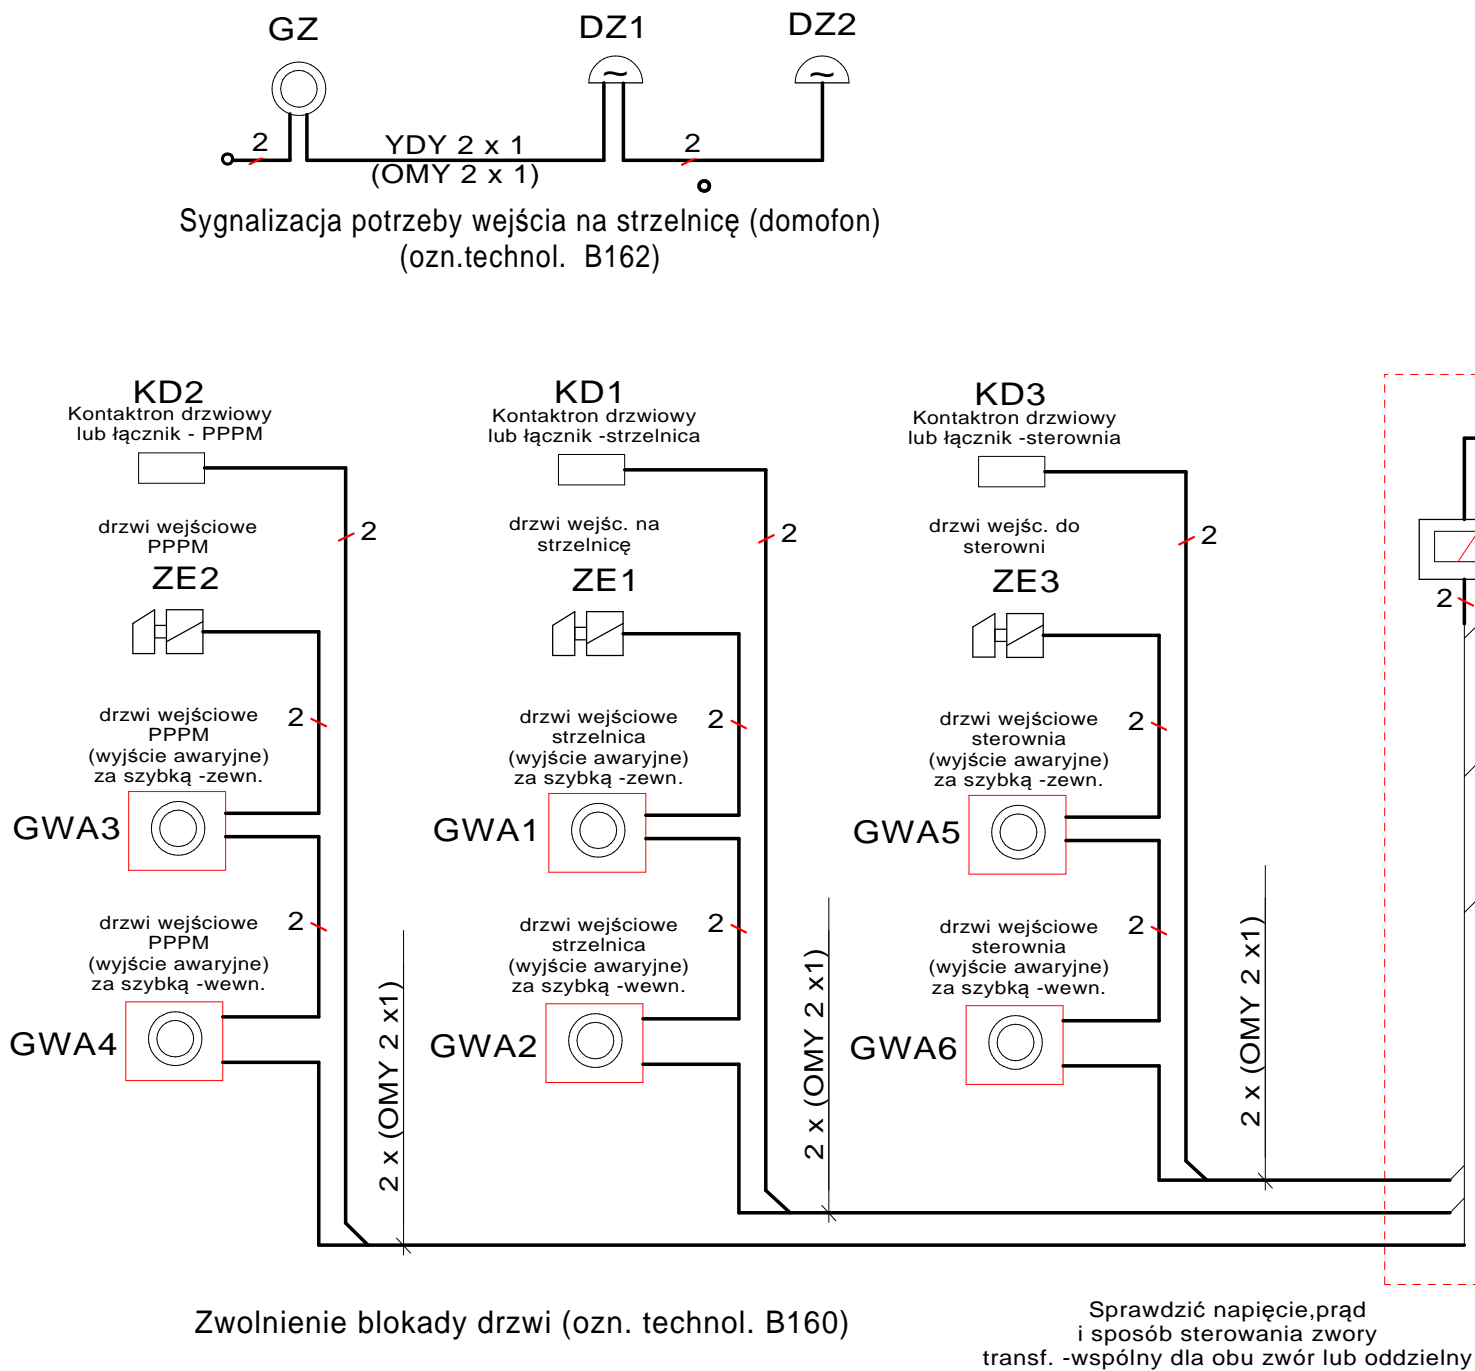 GZ
DZ1
DZ2
2
YDY 2 x 1
(OMY 2 x 1)
2
Sygnalizacja potrzeby wejścia na strzelnicę (domofon)
(ozn.technol. B162)
KD2
Kontaktron drzwiowy
lub łącznik - PPPM
drzwi wejściowe
PPPM
2
ZE2
drzwi wejściowe
PPPM
(wyjście awaryjne)
za szybką -zewn.
2
GWA3
drzwi wejściowe
PPPM
(wyjście awaryjne)
za szybką -wewn.
2
GWA4
2 x (OMY 2 x1)
KD1
Kontaktron drzwiowy
lub łącznik -strzelnica
drzwi wejśc. na
strzelnicę
2
ZE1
drzwi wejściowe
strzelnica
(wyjście awaryjne)
za szybką -zewn.
2
GWA1
drzwi wejściowe
strzelnica
(wyjście awaryjne)
za szybką -wewn.
2
GWA2
2 x (OMY 2 x1)
KD3
Kontaktron drzwiowy
lub łącznik -sterownia
drzwi wejśc. do
sterowni
2
ZE3
drzwi wejściowe
sterownia
(wyjście awaryjne)
za szybką -zewn.
2
GWA5
drzwi wejściowe
sterownia
(wyjście awaryjne)
za szybką -wewn.
2
GWA6
2 x (OMY 2 x1)
2
Zwolnienie blokady drzwi (ozn. technol. B160)
Sprawdzić napięcie,prąd
i sposób sterowania zwory
transf. -wspólny dla obu zwór lub oddzielny